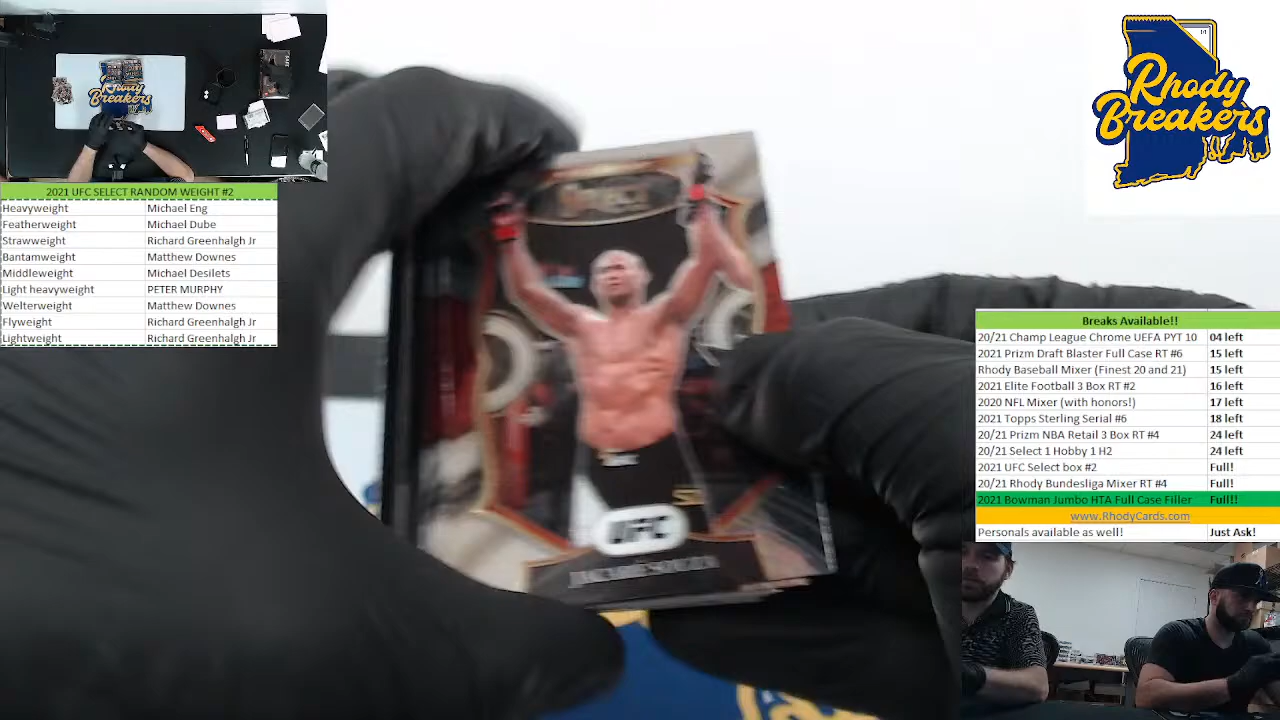 Rhody
Breakers
Rhody
Breakers
2021 UFC SELECT RANDOM WEIGHT #2
Heavyweight Michael Eng
Featherweight Michael Dube
Strawweight Richard Greenhalgh Jr
Bantamweight Matthew Downes
Middleweight Michael Desilets
Light heavyweight PETER MURPHY
Welterweight Matthew Downes
Flyweight Richard Greenhalgh Jr
Lightweight Richard Greenhalgh Jr
UFC
Breaks Available!!
20/21 Champ League Chrome UEFA PYT 10 04 left
2021 Prizm Draft Blaster Full Case RT #6 15 left
Rhody Baseball Mixer (Finest 20 and 21) 15 left
2021 Elite Football 3 Box RT #2 16 left
2020 NFL Mixer (with honors!) 17 left
2021 Topps Sterling Serial #6 18 left
20/21 Prizm NBA Retail 3 Box RT #4 24 left
20/21 Select 1 Hobby 1 H2 24 left
2021 UFC Select box #2 Full!
20/21 Rhody Bundesliga Mixer RT #4 Full!
2021 Bowman Jumbo HTA Full Case Filler Full!!
www.RhodyCards.com
Personals available as well! Just Ask!